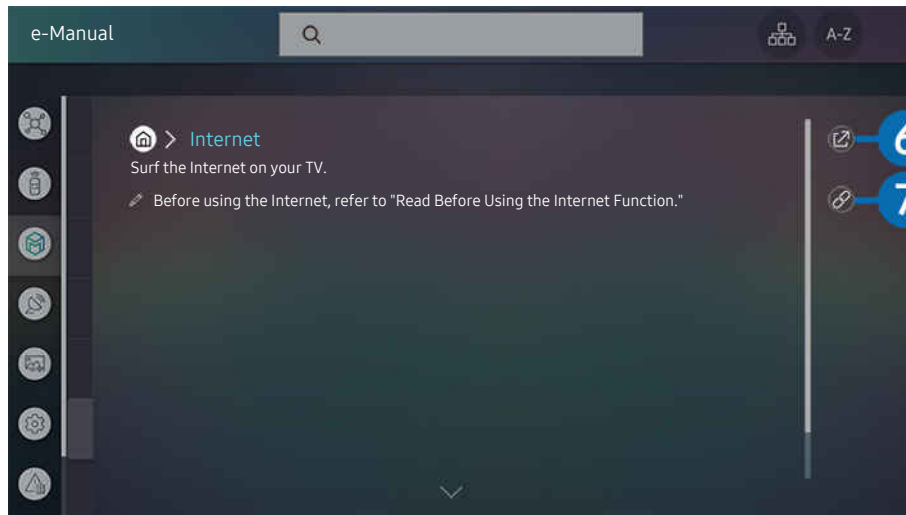 e-Manual
A-Z
> Internet
Surf the Internet on your TV.
Before using the Internet, refer to "Read Before Using the Internet Function."
6
7